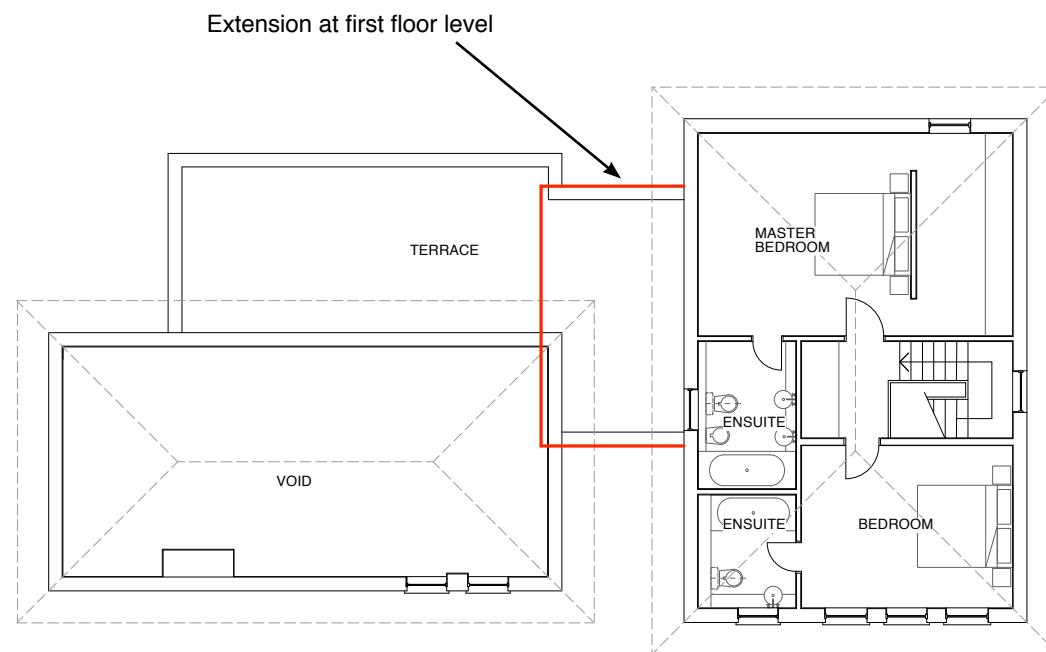 Extension at first floor level
MASTER
BEDROOM
TERRACE
ENSUITE
VOID
ENSUITE
BEDROOM